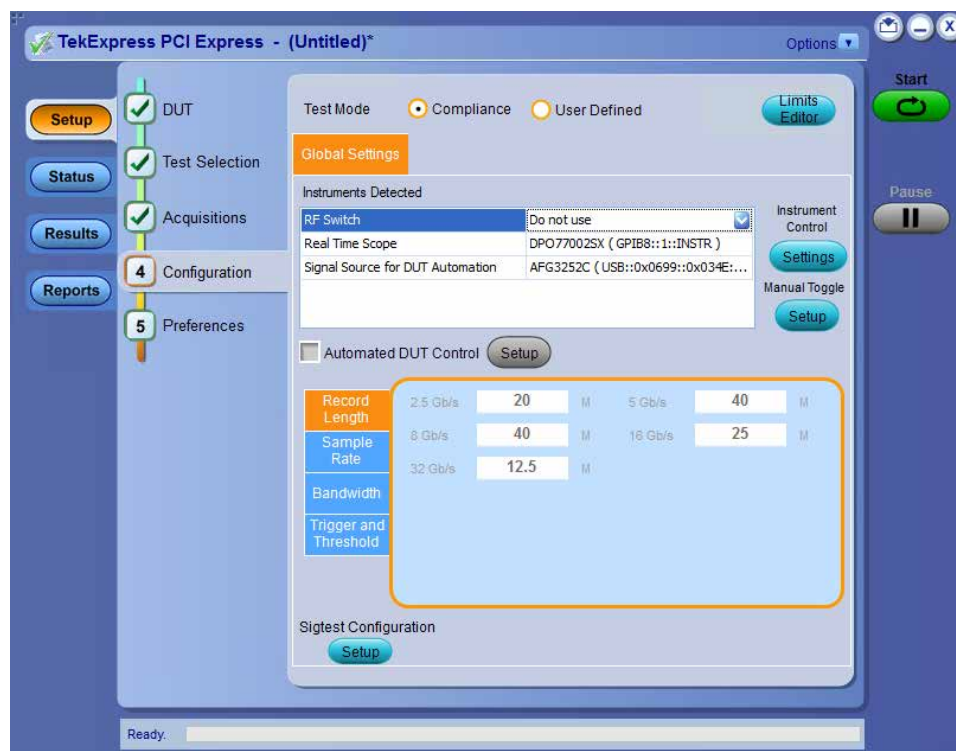 TekExpress PCI Express - (Untitled)*
Options
Start
Pause
Setup
Status
Results
Reports
DUT
Test Selection
Acquisitions
4 Configuration
5 Preferences
Test Mode Compliance User Defined Limits Editor
Global Settings
Instruments Detected
RF Switch Do not use
Real Time Scope DPO77002SX ( GPIB8::1::INSTR )
Signal Source for DUT Automation AFG3252C ( USB::0x0699::0x034E:...
Instrument Control
Settings
Manual Toggle
Setup
Automated DUT Control Setup
Record Length
Sample Rate
Bandwidth
Trigger and Threshold
2.5 Gb/s 20 M 5 Gb/s 40 M
8 Gb/s 40 M 16 Gb/s 25 M
32 Gb/s 12.5 M
Sigtest Configuration
Setup
Ready.